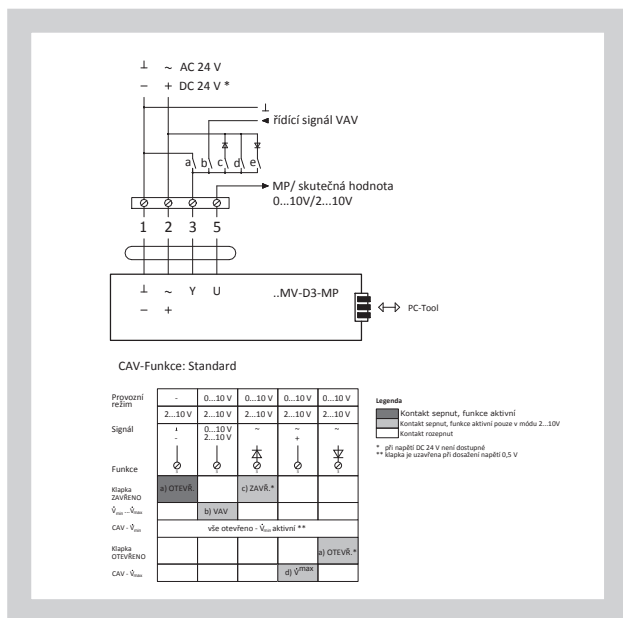 ⊥ ~ AC 24 V
− + DC 24 V *
⊥
řídící signál VAV
a b c d e
MP/ skutečná hodnota
0...10V/2...10V
1 2 3 5
⊥ ~ Y U ..MV-D3-MP
− +
PC-Tool
CAV-Funkce: Standard
Provozní režim - 0...10 V 0...10 V 0...10 V 0...10 V
2...10 V 2...10 V 2...10 V 2...10 V 2...10 V
Signál ⊥ 0...10 V ~ ~ ~
- 2...10 V +
Funkce
Klapka ZAVŘENO a) OTEVŘ. c) ZAVŘ.*
V̇min ...V̇max b) VAV
CAV - V̇min vše otevřeno - V̇min aktivní **
Klapka OTEVŘENO a) OTEVŘ.*
CAV - V̇max d) V̇max
Legenda
Kontakt sepnut, funkce aktivní
Kontakt sepnut, funkce aktivní pouze v módu 2...10V
Kontakt rozepnut
* při napětí DC 24 V není dostupné
** klapka je uzavřena při dosažení napětí 0,5 V